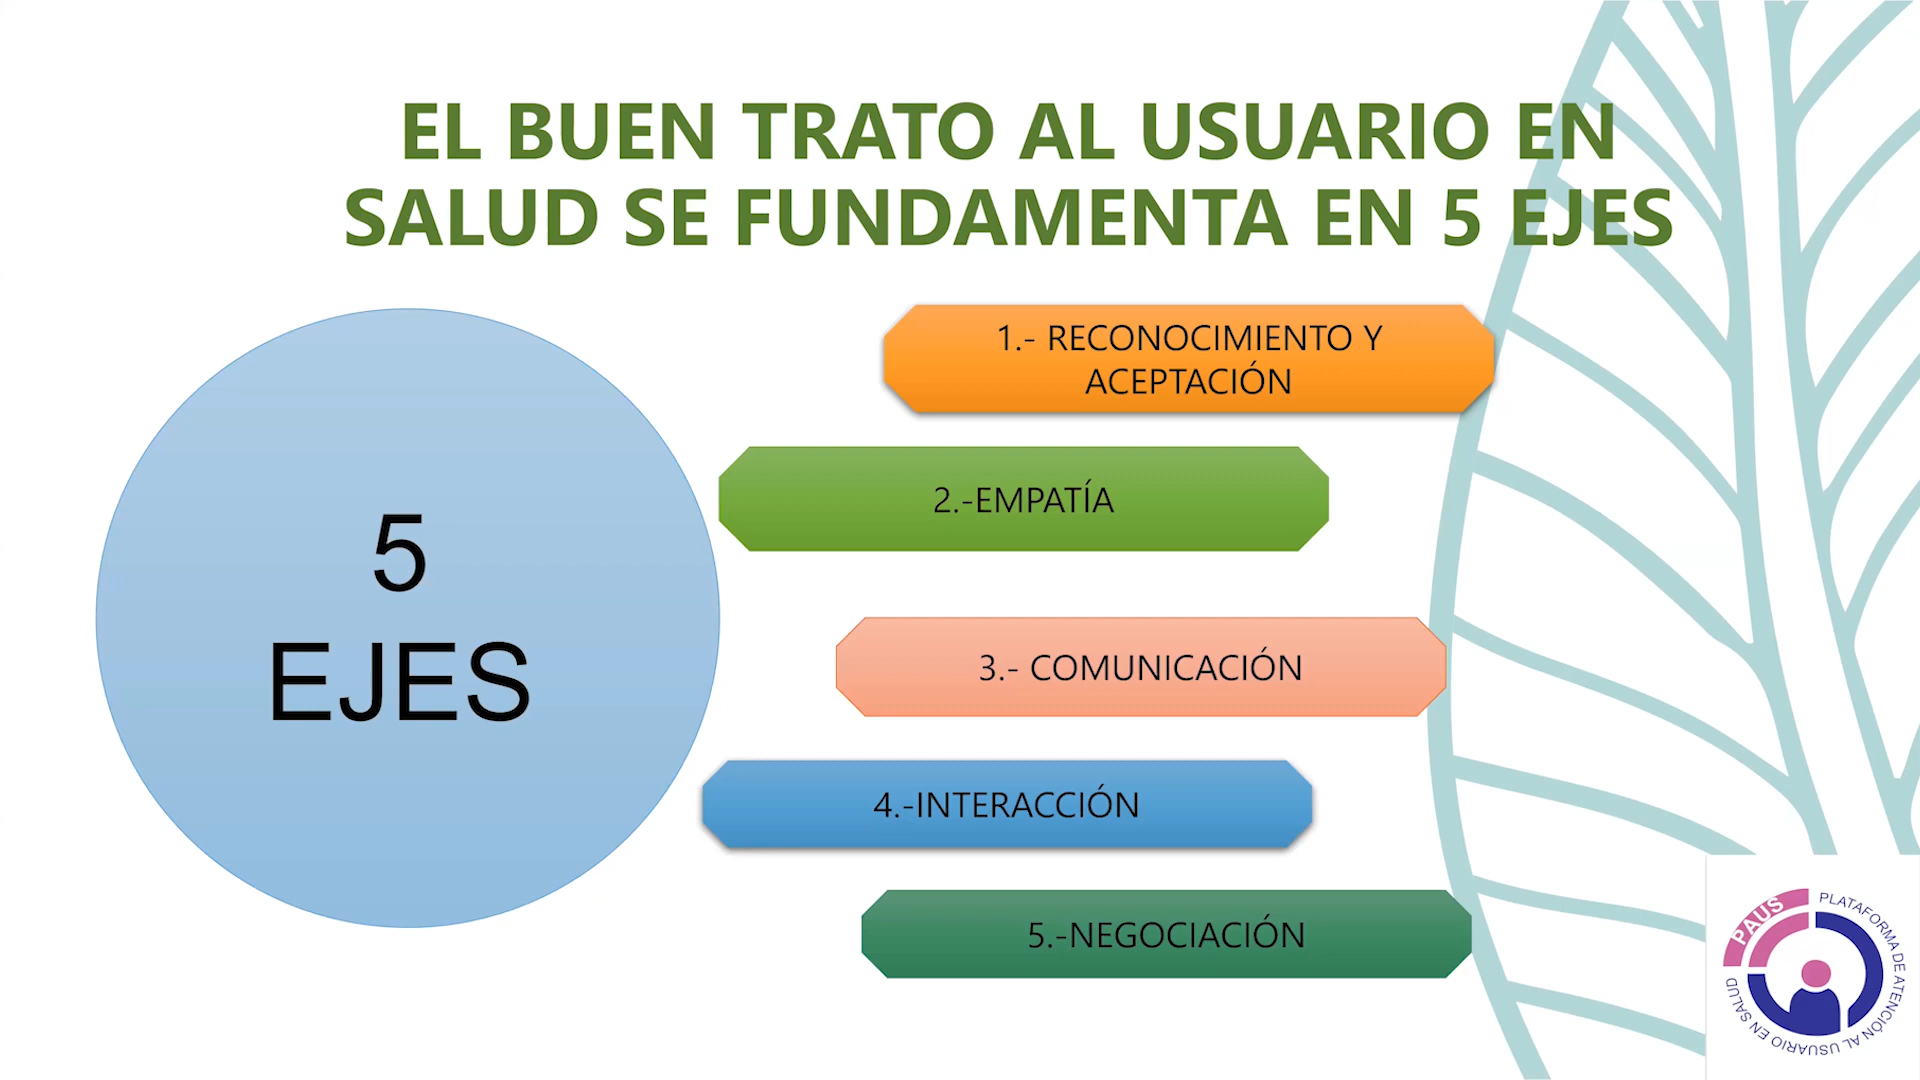 EL BUEN TRATO AL USUARIO EN
SALUD SE FUNDAMENTA EN 5 EJES
5
EJES
1.- RECONOCIMIENTO Y
ACEPTACIÓN
2.-EMPATÍA
3.- COMUNICACIÓN
4.-INTERACCIÓN
5.-NEGOCIACIÓN
PAUS
PLATAFORMA DE ATENCIÓN AL USUARIO EN SALUD